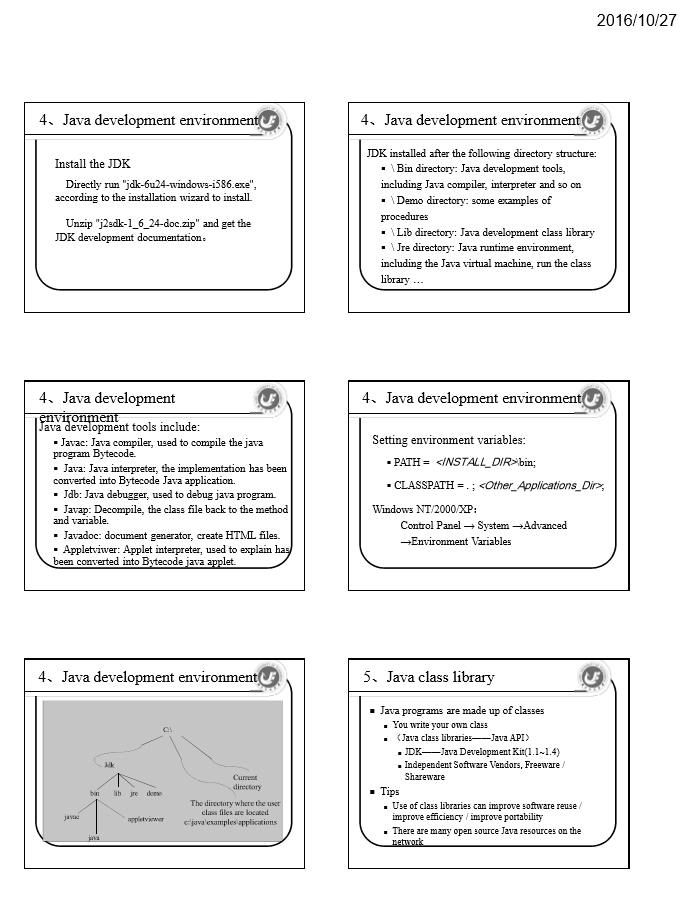 2016/10/27
4、Java development environment
Install the JDK
Directly run "jdk-6u24-windows-i586.exe",
according to the installation wizard to install.
Unzip "j2sdk-1_6_24-doc.zip" and get the
JDK development documentation。
4、Java development environment
JDK installed after the following directory structure:
▪ \ Bin directory: Java development tools,
including Java compiler, interpreter and so on
▪ \ Demo directory: some examples of
procedures
▪ \ Lib directory: Java development class library
▪ \ Jre directory: Java runtime environment,
including the Java virtual machine, run the class
library …
4、Java development
environment
Java development tools include:
▪ Javac: Java compiler, used to compile the java
program Bytecode.
▪ Java: Java interpreter, the implementation has been
converted into Bytecode Java application.
▪ Jdb: Java debugger, used to debug java program.
▪ Javap: Decompile, the class file back to the method
and variable.
▪ Javadoc: document generator, create HTML files.
▪ Appletviwer: Applet interpreter, used to explain has
been converted into Bytecode java applet.
4、Java development environment
Setting environment variables:
▪ PATH = <INSTALL_DIR>\bin;
▪ CLASSPATH = . ; <Other_Applications_Dir>;
Windows NT/2000/XP:
Control Panel → System →Advanced
→Environment Variables
4、Java development environment
C:\
Jdk
Current
directory
bin lib jre demo
The directory where the user
class files are located
c:\java\examples\applications
javac
appletviewer
java
5、Java class library
▪ Java programs are made up of classes
▪ You write your own class
▪ （Java class libraries——Java API）
▪ JDK——Java Development Kit(1.1~1.4)
▪ Independent Software Vendors, Freeware /
Shareware
▪ Tips
▪ Use of class libraries can improve software reuse /
improve efficiency / improve portability
▪ There are many open source Java resources on the
network